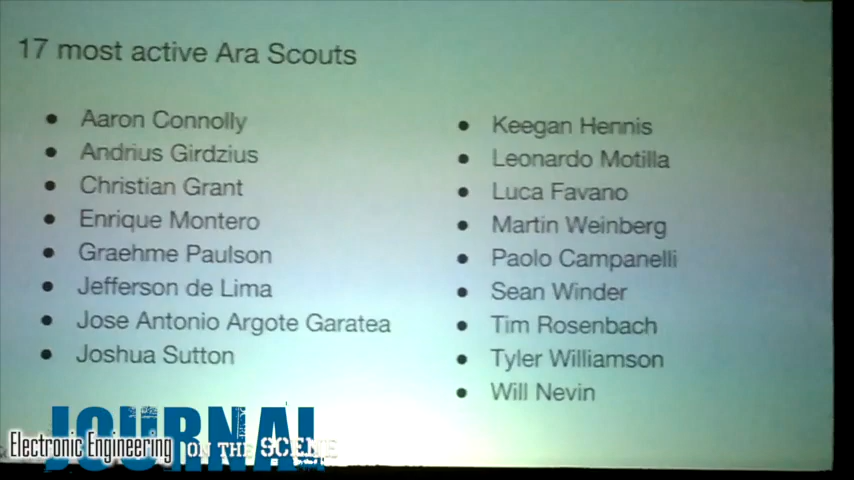 17 most active Ara Scouts
Aaron Connolly
Andrius Girdzius
Christian Grant
Enrique Montero
Graehme Paulson
Jefferson de Lima
Jose Antonio Argote Garatea
Joshua Sutton
Keegan Hennis
Leonardo Motilla
Luca Favano
Martin Weinberg
Paolo Campanelli
Sean Winder
Tim Rosenbach
Tyler Williamson
Will Nevin
JOURNAL
Electronic Engineering ON THE SCENE